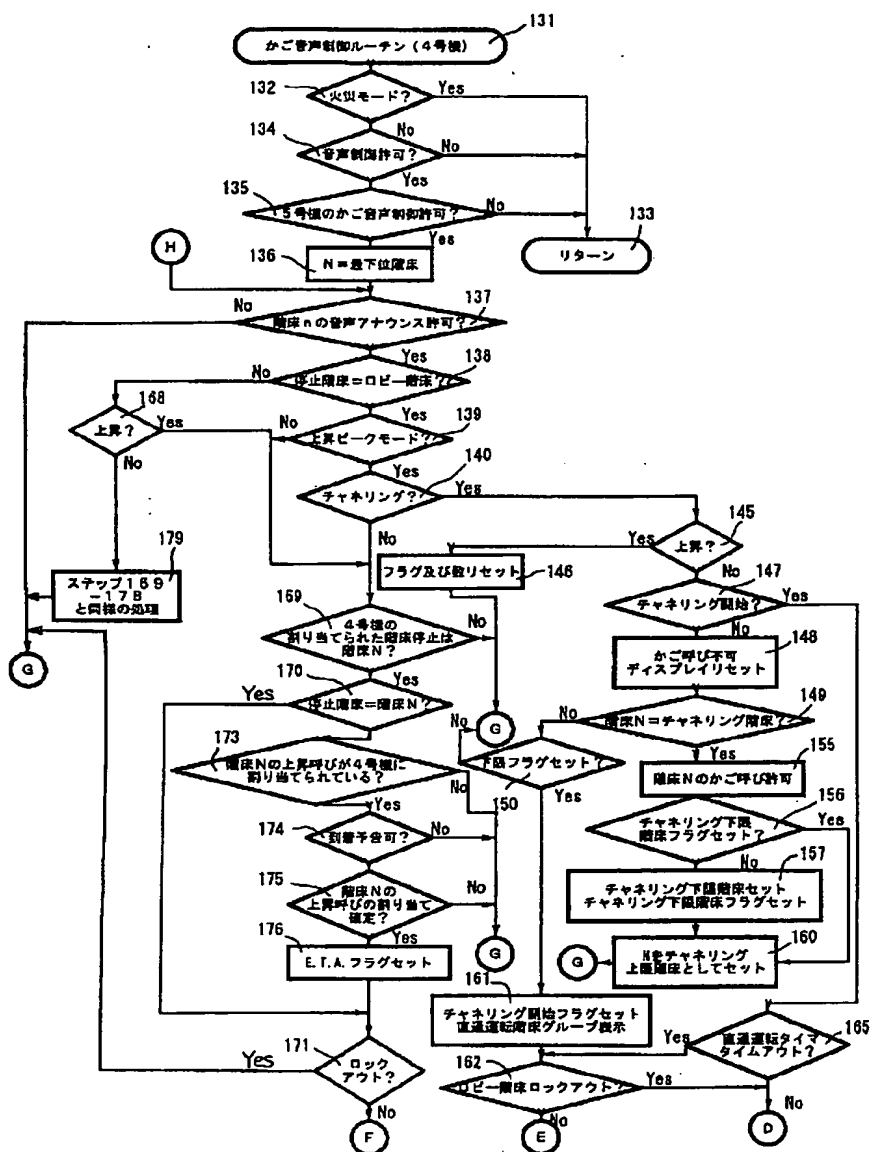 131
かご音声制御ルーチン（４号機）
132
火災モード？
Yes
No
134
音声制御許可？
No
Yes
135
５号機のかご音声制御許可？
No
Yes
133
リターン
H
136
N＝最下位階床
137
階床nの音声アナウンス許可？
No
Yes
138
停止階床＝ロビー階床？
No
Yes
168
上昇？
Yes
No
139
上昇ピークモード？
No
Yes
140
チャネリング？
Yes
No
145
上昇？
Yes
No
146
フラグ及び数リセット
147
チャネリング開始？
Yes
No
179
ステップ１６９
－１７８
と同様の処理
G
148
かご呼び不可
ディスプレイリセット
169
４号機の
割り当てられた階床停止は
階床N？
No
Yes
149
階床N＝チャネリング階床？
No
Yes
170
停止階床＝階床N？
Yes
G
No
150
下限フラグセット？
Yes
155
階床Nのかご呼び許可
173
階床Nの上昇呼びが４号機に
割り当てられている？
No
Yes
156
チャネリング下限
階床フラグセット？
Yes
No
174
到着予告可？
No
Yes
157
チャネリング下限階床セット
チャネリング下限階床フラグセット
175
階床Nの
上昇呼びの割り当て
確定？
No
Yes
G
160
Nをチャネリング
上限階床としてセット
G
176
E.T.A.フラグセット
161
チャネリング開始フラグセット
直通運転階床グループ表示
165
直通運転タイマ
タイムアウト？
Yes
No
171
ロック
アウト？
Yes
No
162
ロビー階床ロックアウト？
Yes
No
F
E
D